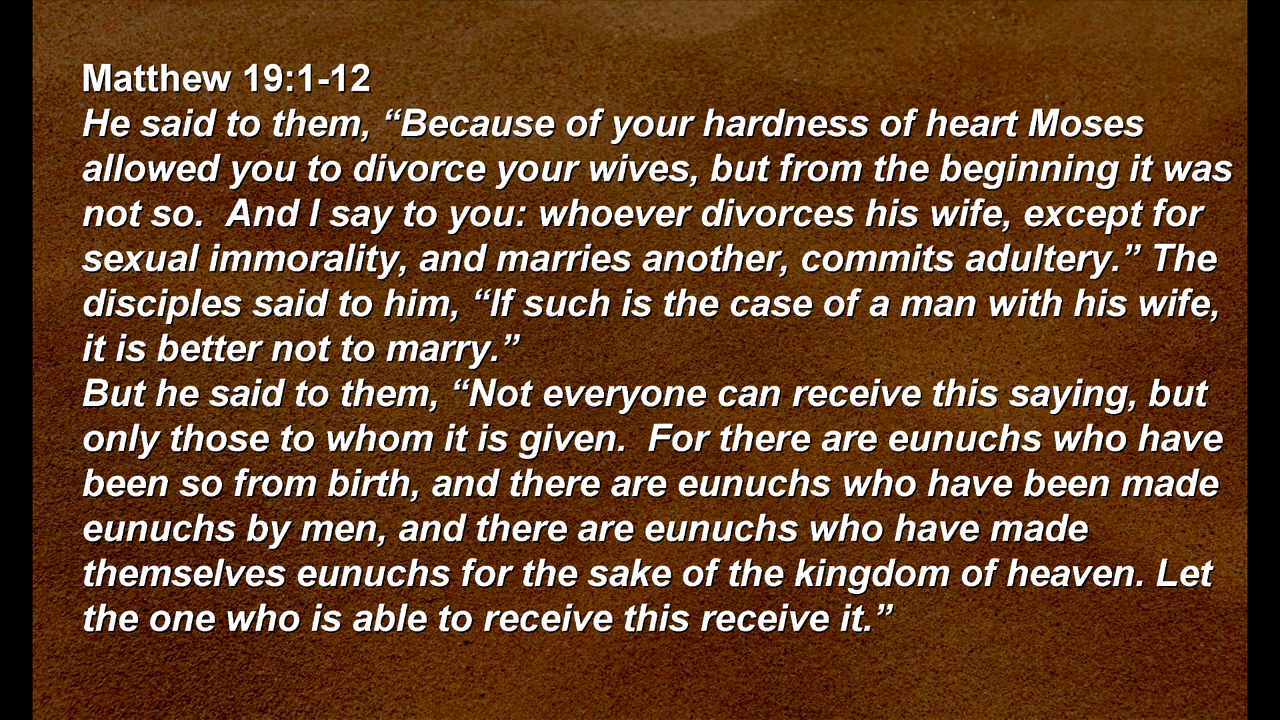 Matthew 19:1-12
He said to them, “Because of your hardness of heart Moses
allowed you to divorce your wives, but from the beginning it was
not so.  And I say to you: whoever divorces his wife, except for
sexual immorality, and marries another, commits adultery.” The
disciples said to him, “If such is the case of a man with his wife,
it is better not to marry.”
But he said to them, “Not everyone can receive this saying, but
only those to whom it is given.  For there are eunuchs who have
been so from birth, and there are eunuchs who have been made
eunuchs by men, and there are eunuchs who have made
themselves eunuchs for the sake of the kingdom of heaven. Let
the one who is able to receive this receive it.”